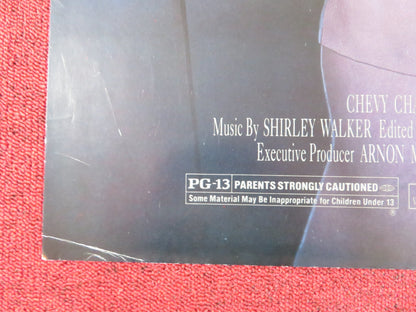 CHEVY CHA
Music By SHIRLEY WALKER Edited
Executive Producer ARNON M
PG-13 PARENTS STRONGLY CAUTIONED
Some Material May Be Inappropriate for Children Under 13
®